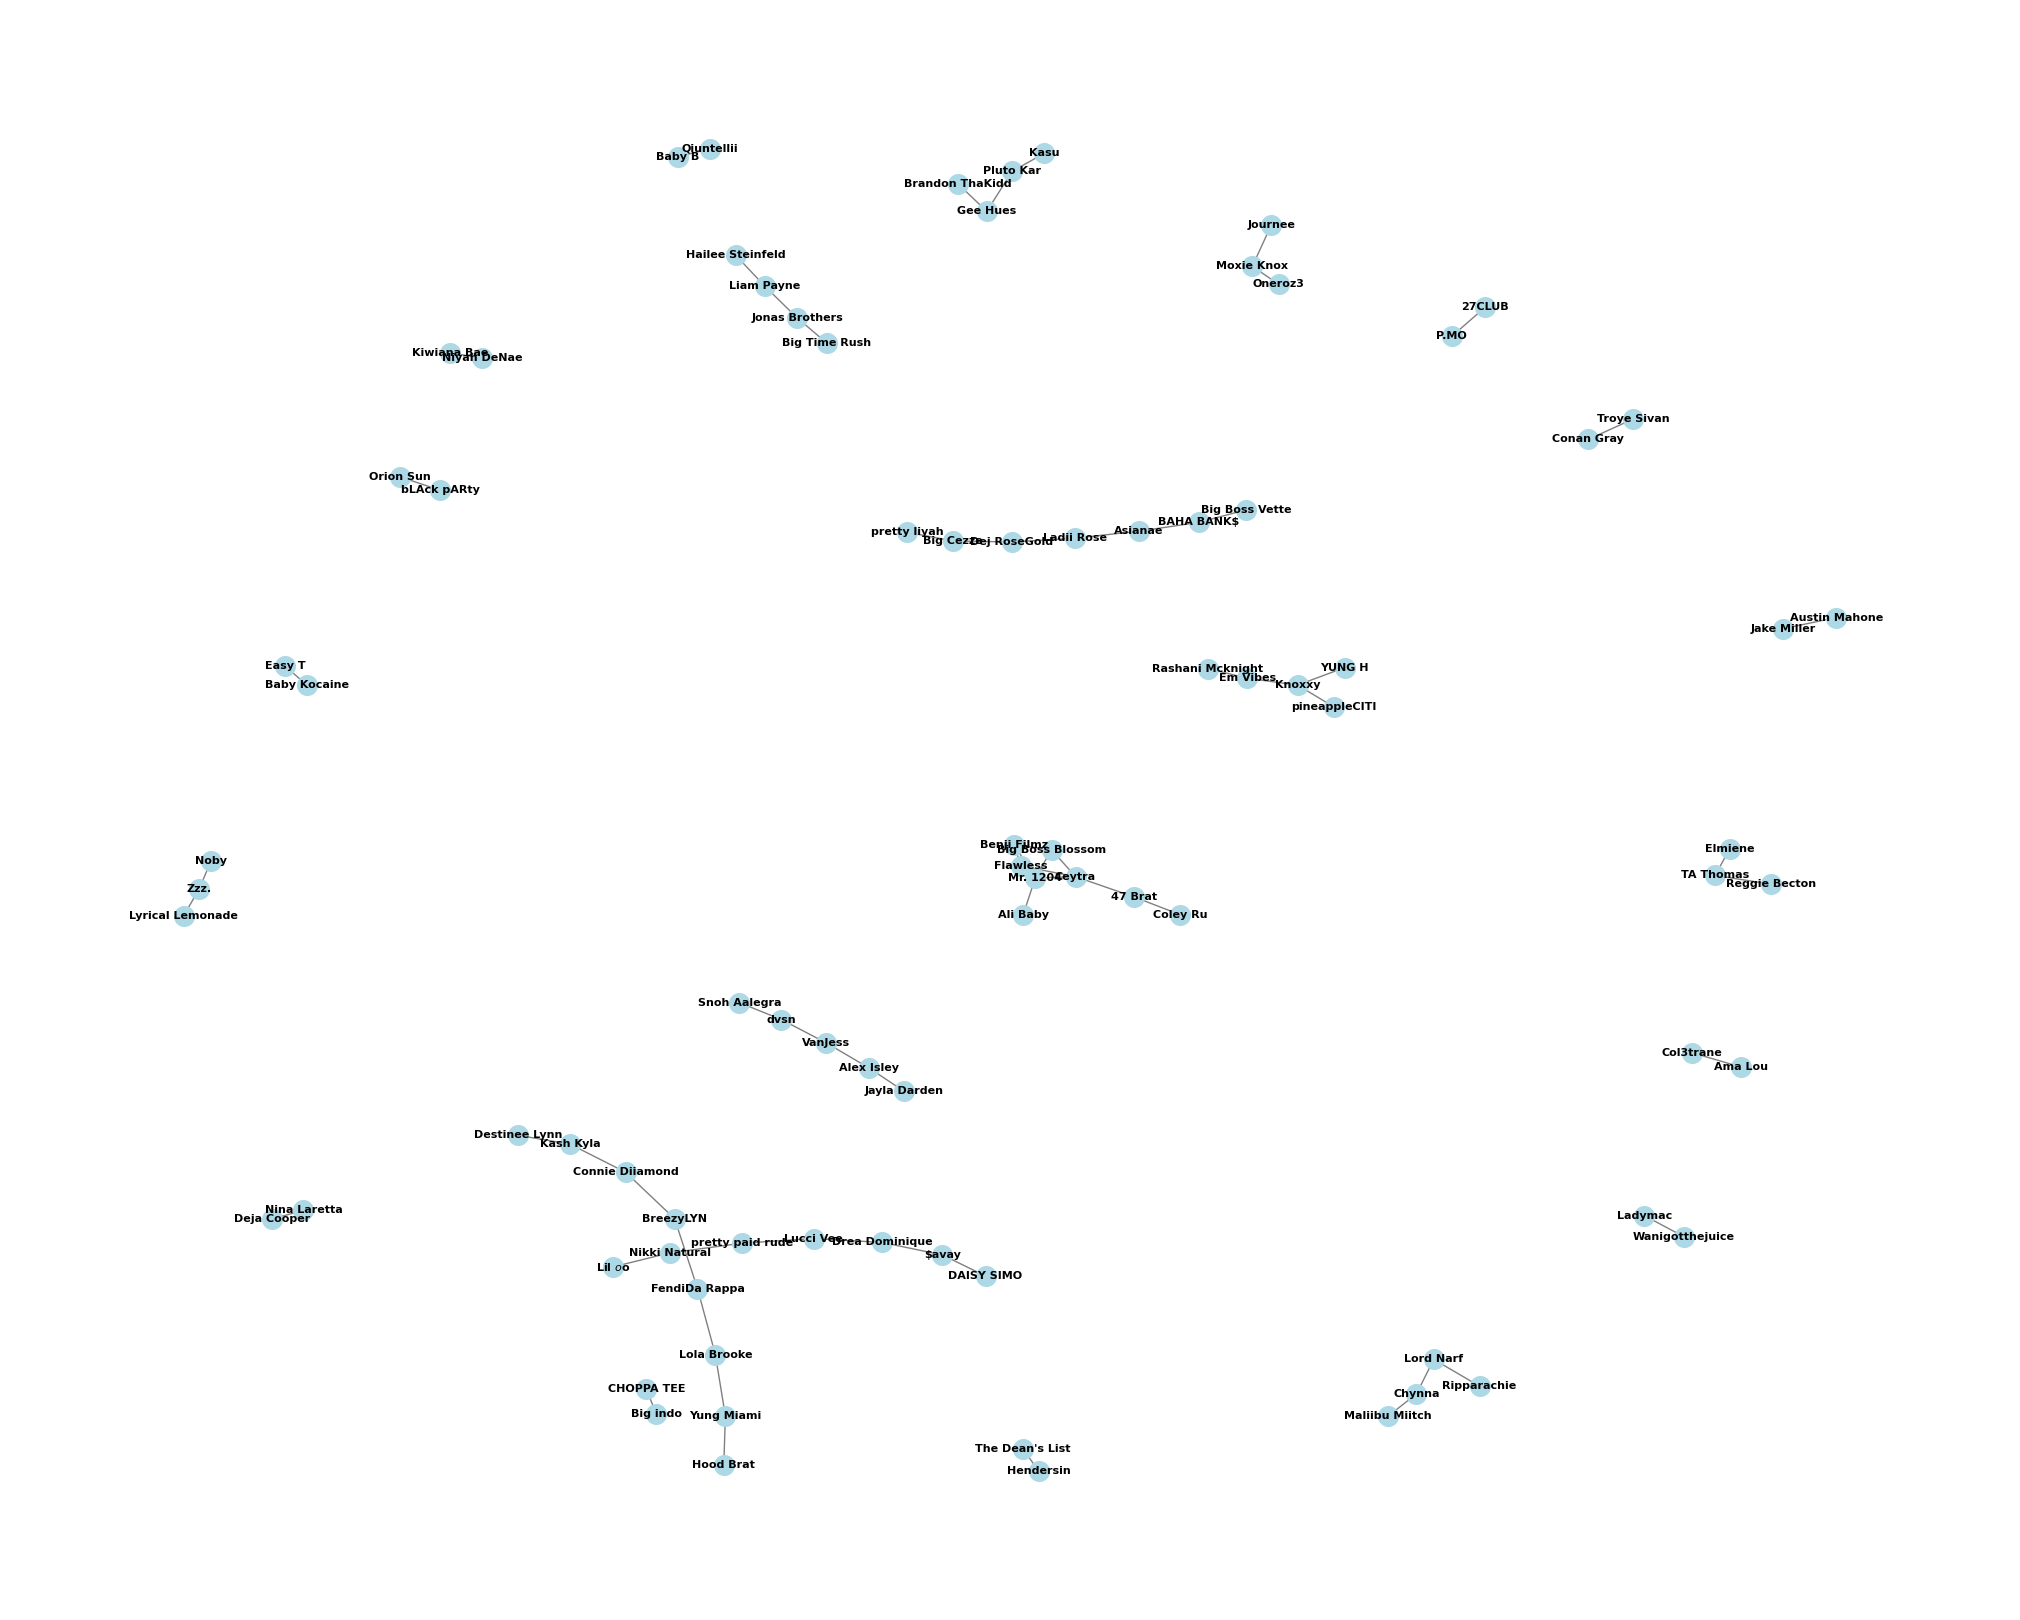 Qiuntellii
Baby B
Kasu
Pluto Kar
Brandon ThaKidd
Gee Hues
Journee
Moxie Knox
Oneroz3
Hailee Steinfeld
Liam Payne
Jonas Brothers
Big Time Rush
27CLUB
P.MO
Kiwiana Rae
Niyah DeNae
Troye Sivan
Conan Gray
Orion Sun
bLAck pARty
Big Boss Vette
BAHA BANK$
Asianae
Ladii Rose
Dej RoseGold
Big Cezza
pretty liyah
Austin Mahone
Jake Miller
Easy T
Baby Kocaine
Rashani Mcknight
Em Vibes
Knoxxy
YUNG H
pineappleCITI
Benji Filmz
Big Boss Blossom
Flawless
Mr. 1204
Ceytra
47 Brat
Ali Baby
Coley Ru
Noby
Zzz.
Lyrical Lemonade
Elmiene
TA Thomas
Reggie Becton
Snoh Aalegra
dvsn
VanJess
Alex Isley
Jayla Darden
Col3trane
Ama Lou
Destinee Lynn
Kash Kyla
Connie Diiamond
BreezyLYN
Nina Laretta
Deja Cooper
Nikki Natural
pretty paid rude
Lucci Vee
Drea Dominique
$avay
DAISY SIMO
Lil oo
FendiDa Rappa
Ladymac
Wanigotthejuice
Lola Brooke
CHOPPA TEE
Big indo
Yung Miami
Hood Brat
Lord Narf
Ripparachie
Chynna
Maliibu Miitch
The Dean's List
Hendersin